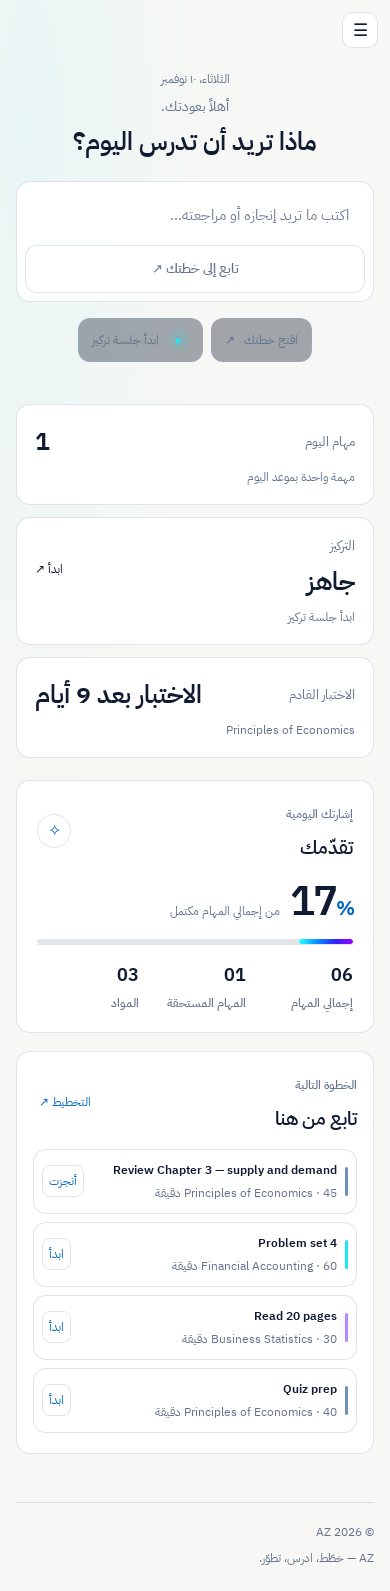 ☰
الثلاثاء، ١٠ نوفمبر
أهلاً بعودتك.
ماذا تريد أن تدرس اليوم؟
اكتب ما تريد إنجازه أو مراجعته...
تابع إلى خطتك ↗
افتح خطتك ↗
ابدأ جلسة تركيز
مهام اليوم
1
مهمة واحدة بموعد اليوم
التركيز
جاهز
ابدأ ↗
ابدأ جلسة تركيز
الاختبار القادم
الاختبار بعد 9 أيام
Principles of Economics
إشارتك اليومية
تقدّمك
17%
من إجمالي المهام مكتمل
06 01 03
إجمالي المهام المهام المستحقة المواد
الخطوة التالية
تابع من هنا
التخطيط ↗
Review Chapter 3 — supply and demand
Principles of Economics · 45 دقيقة
أنجزت
Problem set 4
Financial Accounting · 60 دقيقة
ابدأ
Read 20 pages
Business Statistics · 30 دقيقة
ابدأ
Quiz prep
Principles of Economics · 40 دقيقة
ابدأ
© 2026 AZ
AZ — خطّط، ادرس، تطوّر.